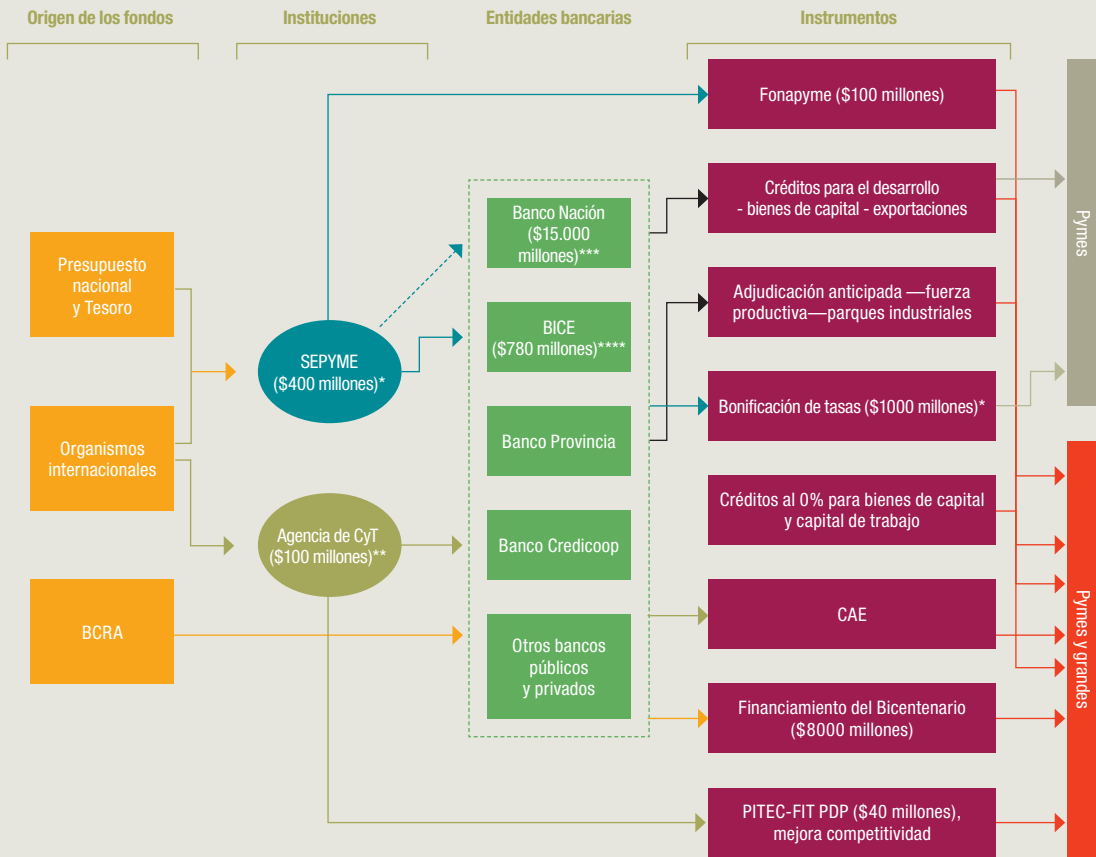 Origen de los fondos
Instituciones
Entidades bancarias
Instrumentos
Presupuesto
nacional
y Tesoro
Organismos
internacionales
BCRA
SEPYME
($400 millones)*
Agencia de CyT
($100 millones)**
Banco Nación
($15.000
millones)***
BICE
($780 millones)****
Banco Provincia
Banco Credicoop
Otros bancos
públicos
y privados
Fonapyme ($100 millones)
Créditos para el desarrollo
- bienes de capital - exportaciones
Adjudicación anticipada —fuerza
productiva—parques industriales
Bonificación de tasas ($1000 millones)*
Créditos al 0% para bienes de capital
y capital de trabajo
CAE
Financiamiento del Bicentenario
($8000 millones)
PITEC-FIT PDP ($40 millones),
mejora competitividad
Pymes
Pymes y grandes